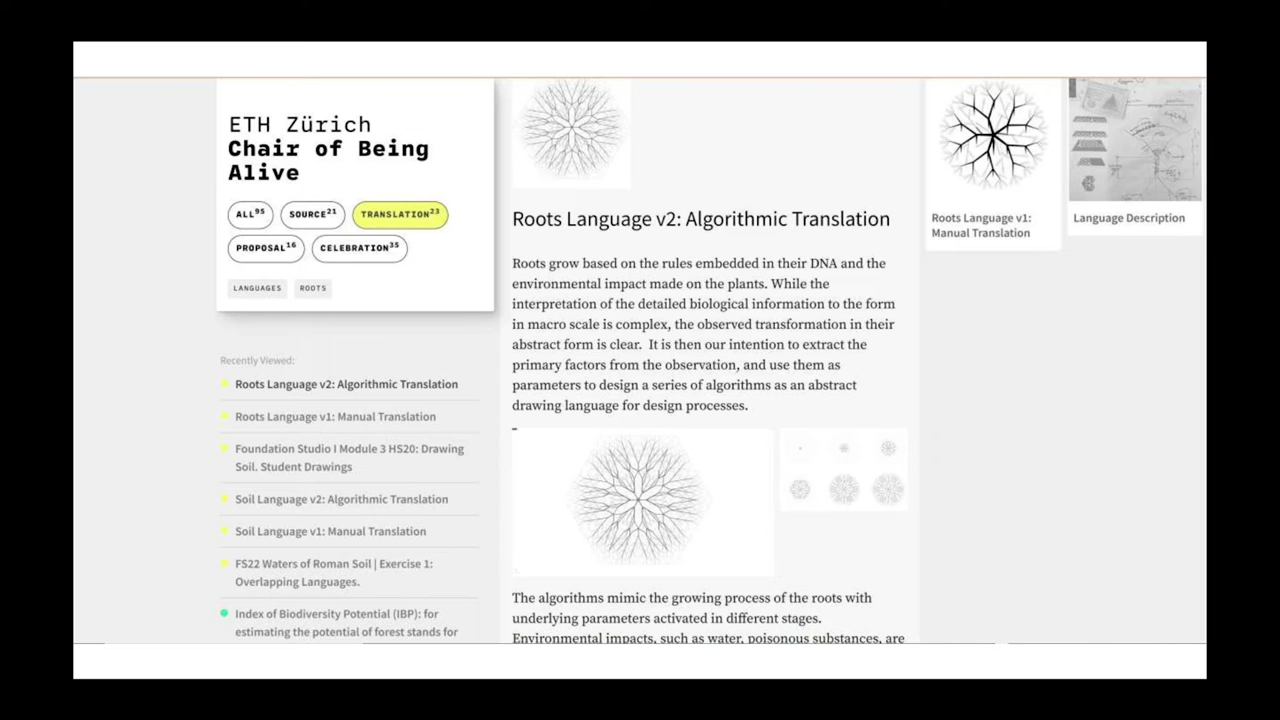 ETH Zürich
Chair of Being
Alive
ALL95 SOURCE21 TRANSLATION23
PROPOSAL16 CELEBRATION35
LANGUAGES ROOTS
Recently Viewed:
Roots Language v2: Algorithmic Translation
Roots Language v1: Manual Translation
Foundation Studio I Module 3 HS20: Drawing
Soil. Student Drawings
Soil Language v2: Algorithmic Translation
Soil Language v1: Manual Translation
FS22 Waters of Roman Soil | Exercise 1:
Overlapping Languages.
Index of Biodiversity Potential (IBP): for
estimating the potential of forest stands for
Roots Language v2: Algorithmic Translation
Roots grow based on the rules embedded in their DNA and the
environmental impact made on the plants. While the
interpretation of the detailed biological information to the form
in macro scale is complex, the observed transformation in their
abstract form is clear. It is then our intention to extract the
primary factors from the observation, and use them as
parameters to design a series of algorithms as an abstract
drawing language for design processes.
The algorithms mimic the growing process of the roots with
underlying parameters activated in different stages.
Environmental impacts, such as water, poisonous substances, are
Roots Language v1:
Manual Translation
Language Description